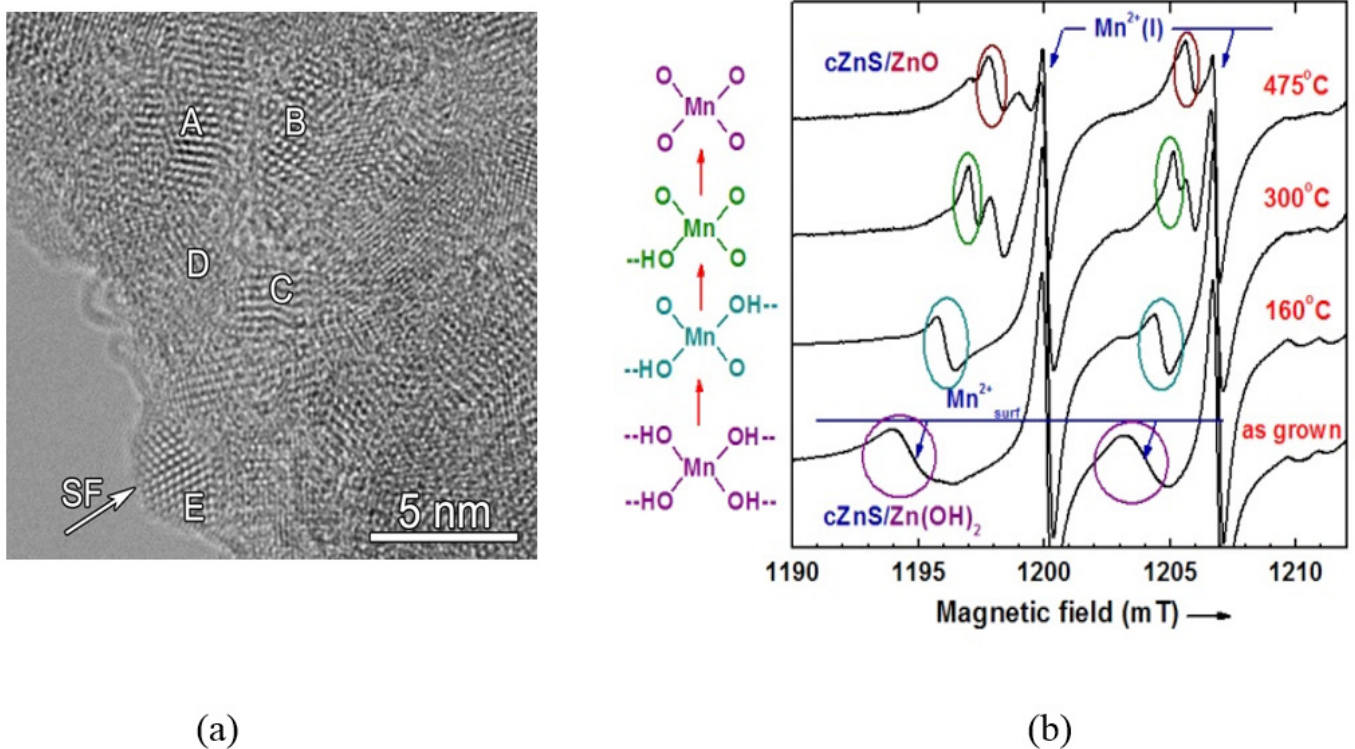 A
B
D
C
SF
E
5 nm
(a)
O O
Mn
O O
O O
Mn
--HO O
O OH--
Mn
--HO O
--HO OH--
Mn
--HO OH--
cZnS/ZnO
Mn²⁺(I)
475°C
300°C
160°C
Mn²⁺surf
as grown
cZnS/Zn(OH)₂
1190 1195 1200 1205 1210
Magnetic field (mT)
(b)